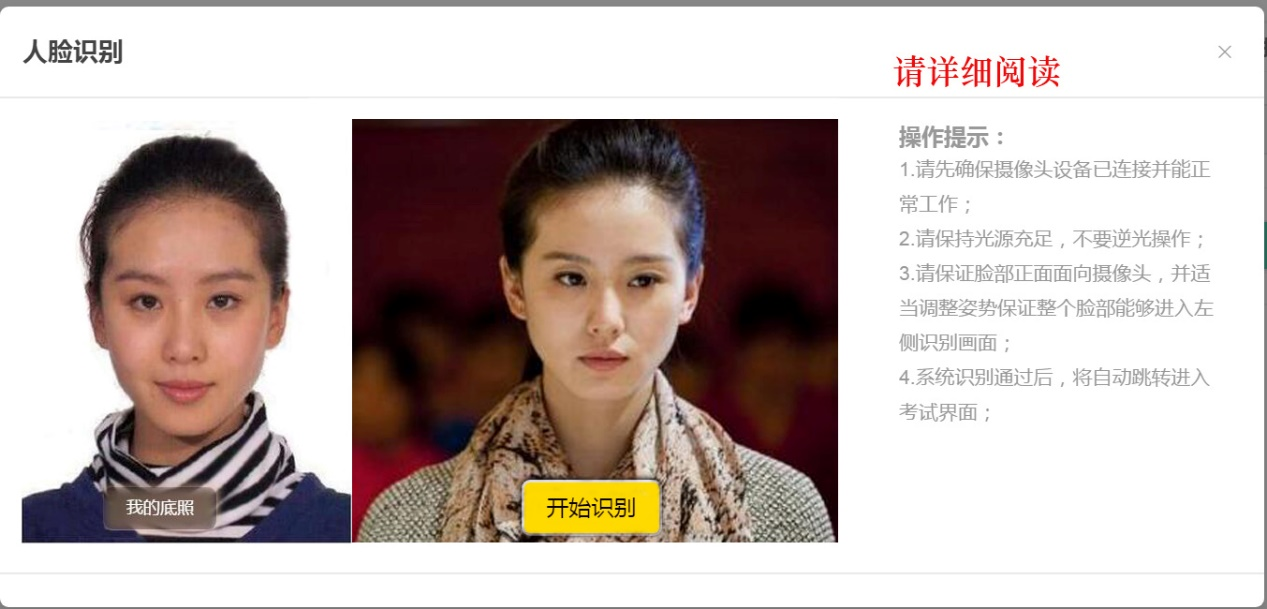 人脸识别
请详细阅读
操作提示：
1.请先确保摄像头设备已连接并能正
常工作；
2.请保持光源充足，不要逆光操作；
3.请保证脸部正面面向摄像头，并适
当调整姿势保证整个脸部能够进入左
侧识别画面；
4.系统识别通过后，将自动跳转进入
考试界面；
我的底照
开始识别